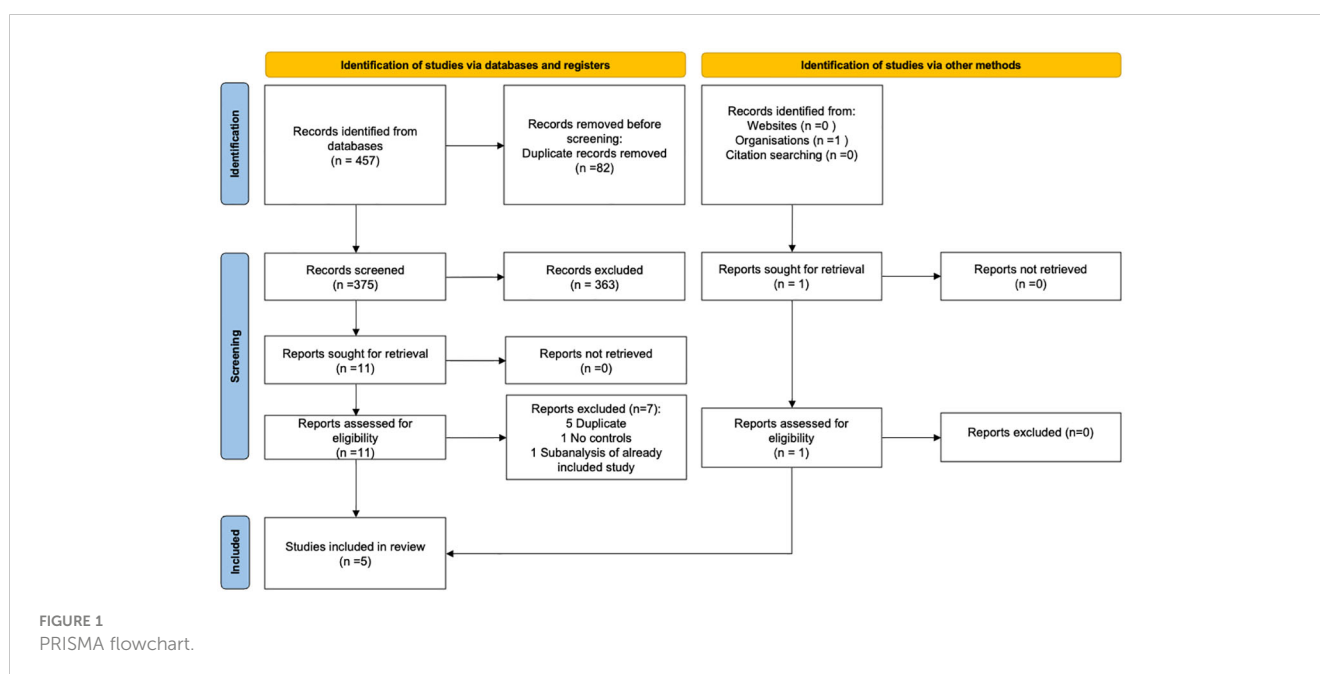 Identification of studies via databases and registers
Identification of studies via other methods
Identification
Records identified from
databases
(n = 457)
Records removed before
screening:
Duplicate records removed
(n =82)
Records identified from:
Websites (n =0 )
Organisations (n =1 )
Citation searching (n =0)
Screening
Records screened
(n =375)
Records excluded
(n = 363)
Reports sought for retrieval
(n = 1)
Reports not retrieved
(n =0)
Reports sought for retrieval
(n =11)
Reports not retrieved
(n =0)
Reports assessed for
eligibility
(n =11)
Reports excluded (n=7):
5 Duplicate
1 No controls
1 Subanalysis of already
included study
Reports assessed for
eligibility
(n = 1)
Reports excluded (n=0)
Included
Studies included in review
(n =5)
FIGURE 1
PRISMA flowchart.